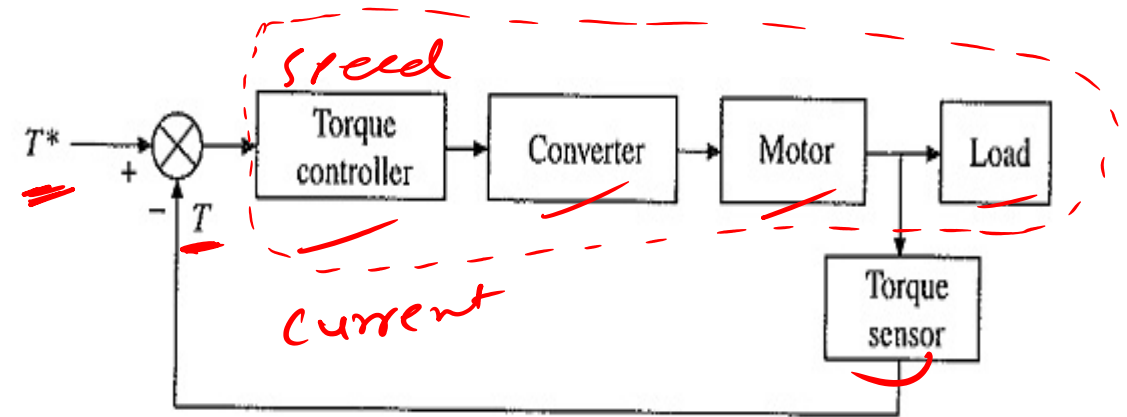 speed
T*
+
−
T
Torque
controller
Converter
Motor
Load
Torque
sensor
current